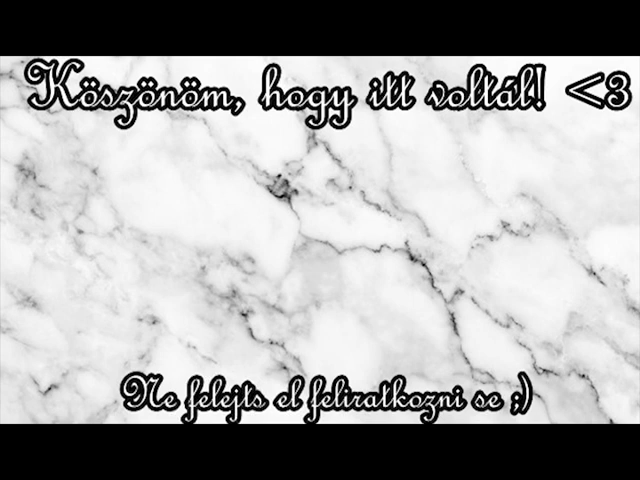 Köszönöm, hogy itt voltál! <3
Ne felejts el feliratkozni se ;)